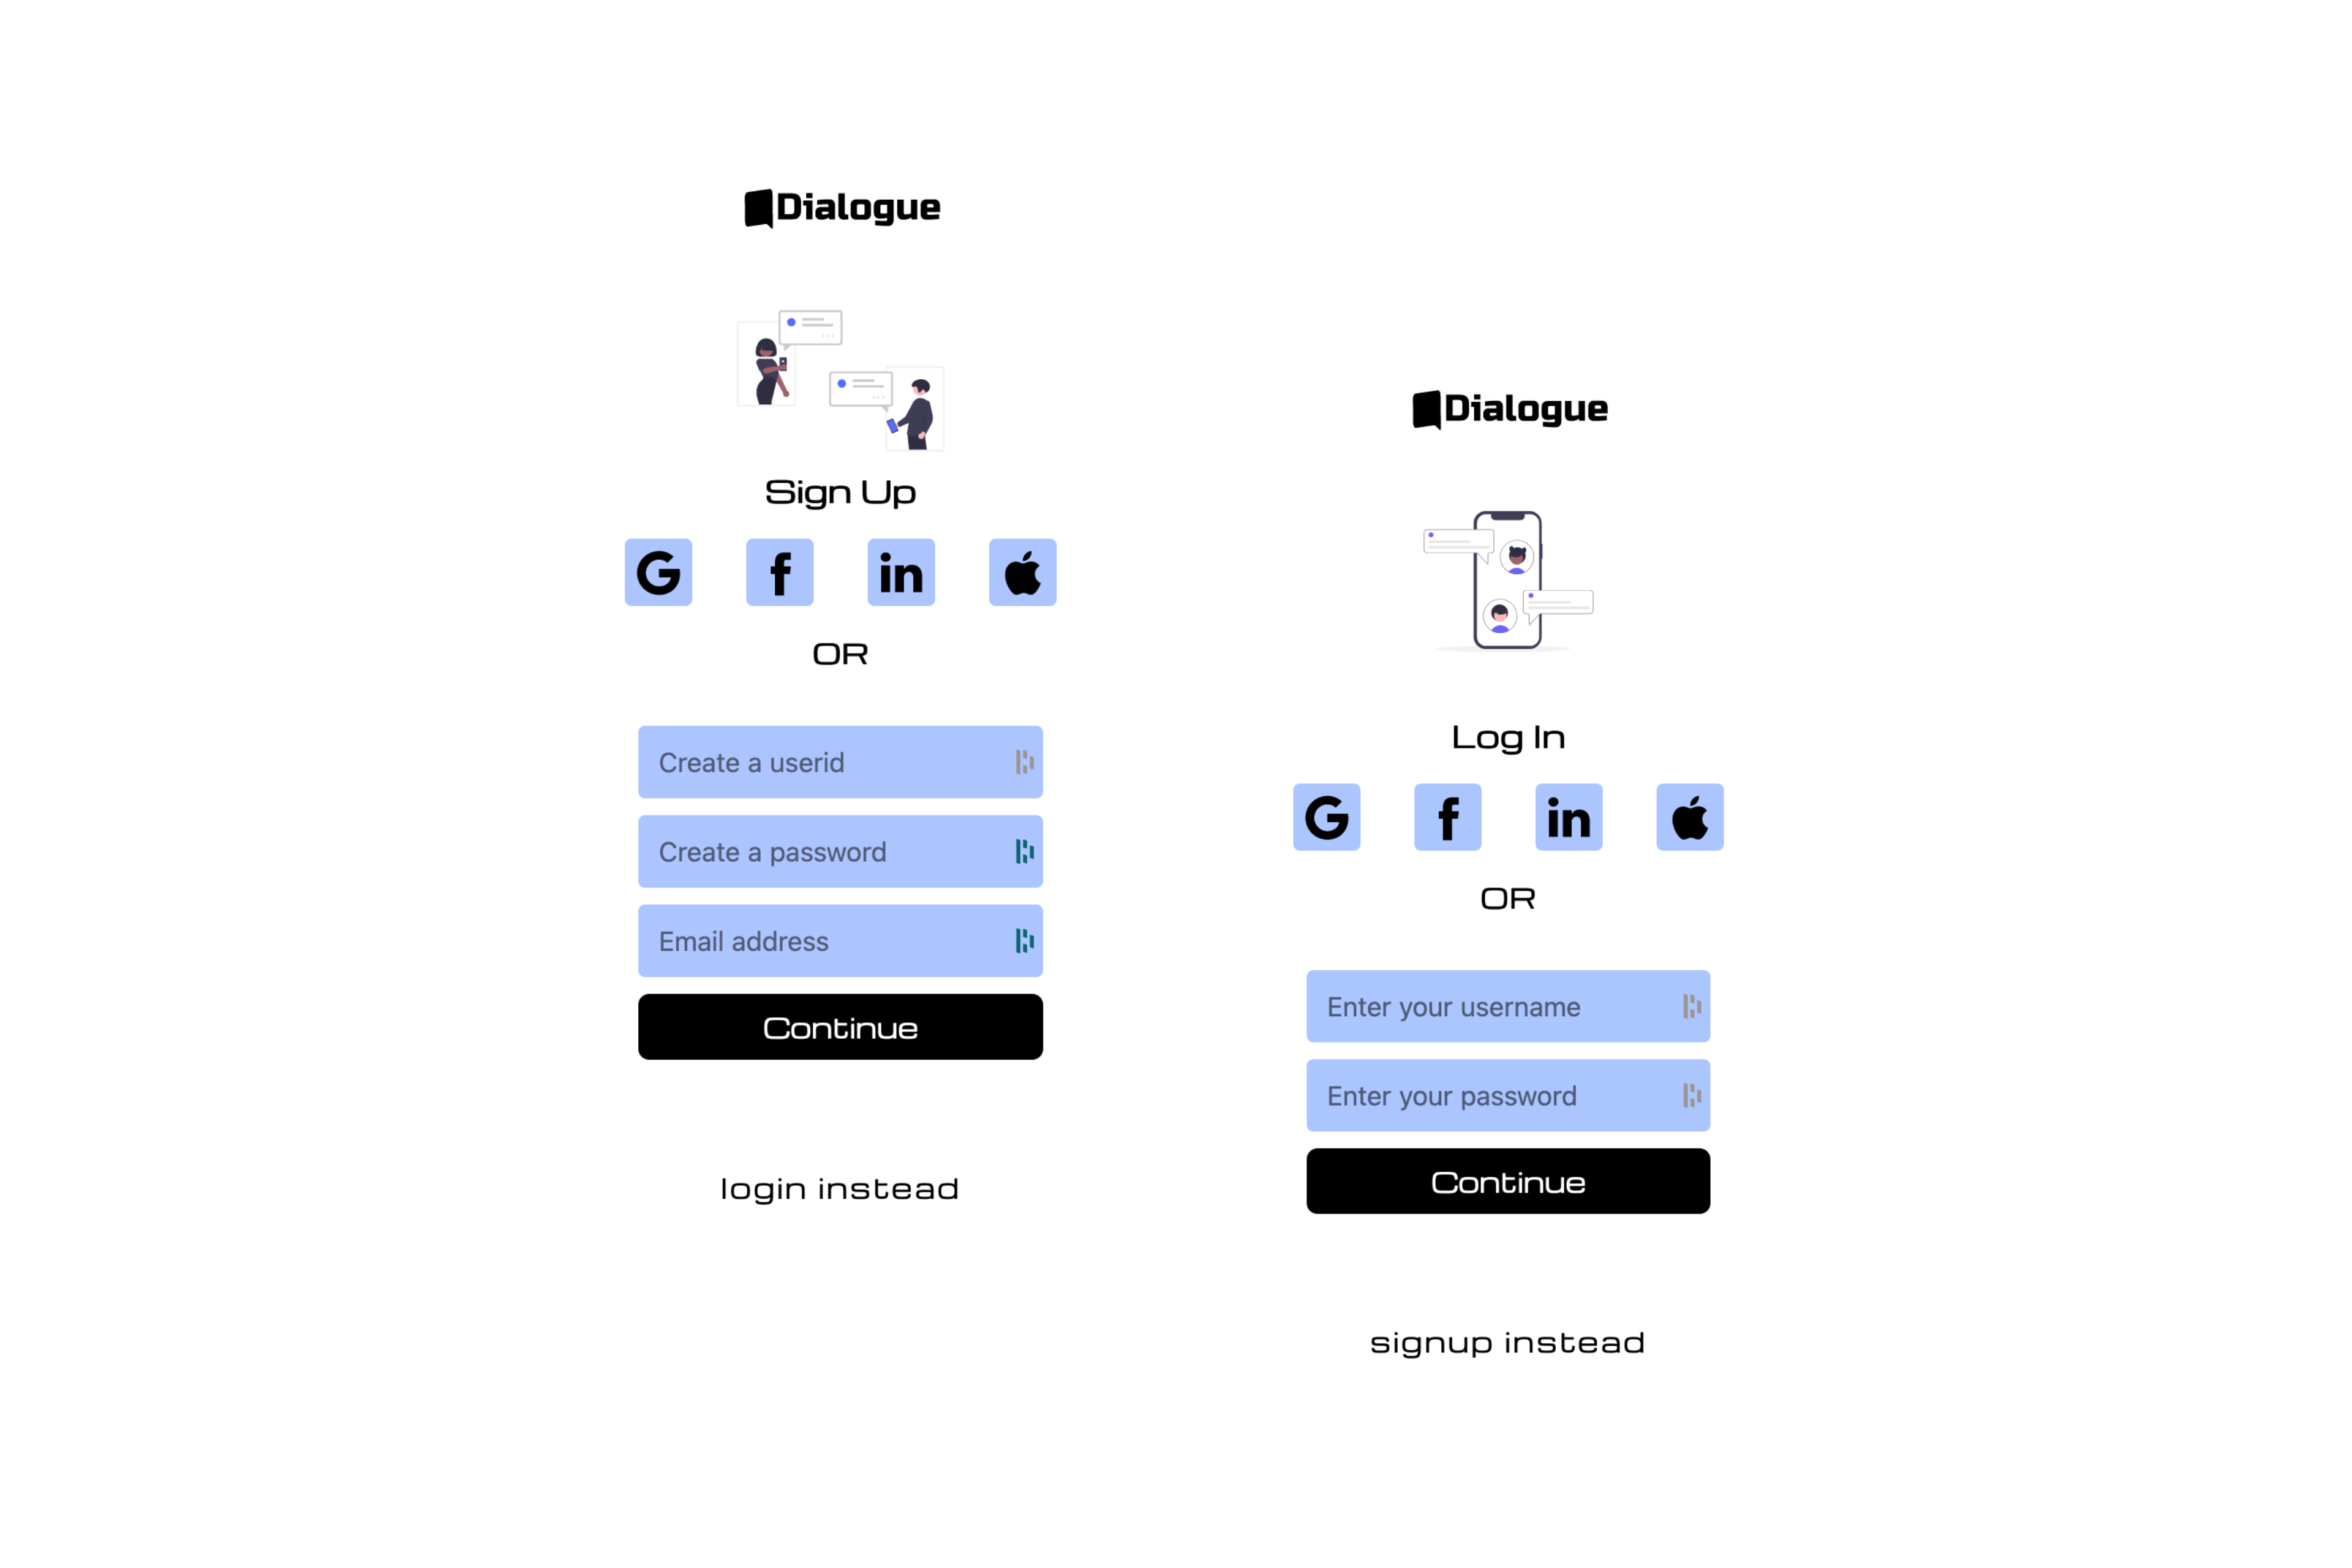 Dialogue
Sign Up
G f in
OR
Create a userid
Create a password
Email address
Continue
login instead
Dialogue
Log In
G f in
OR
Enter your username
Enter your password
Continue
signup instead